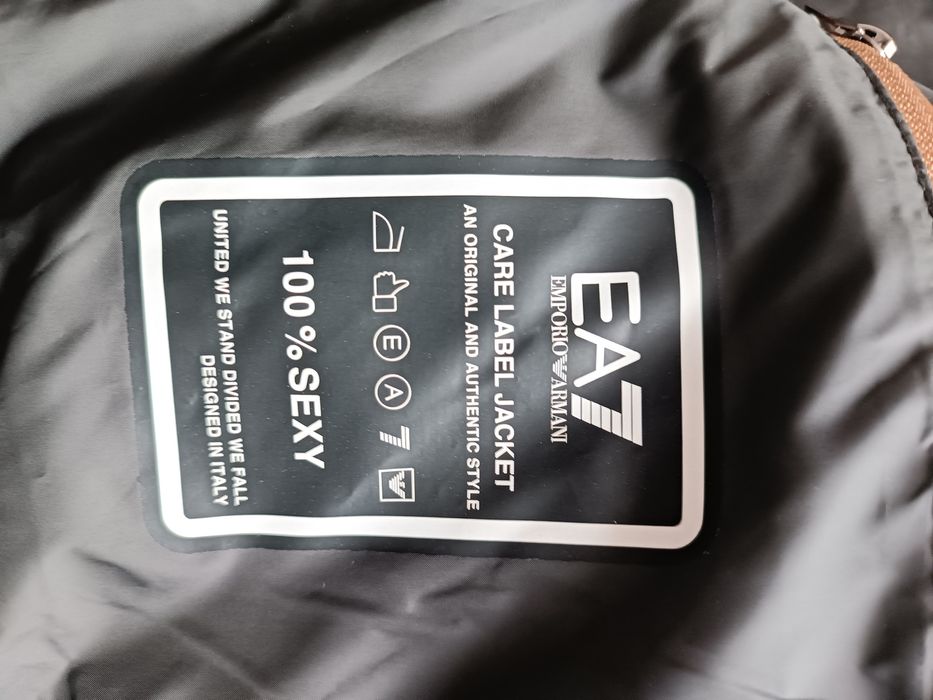 EA7
EMPORIO ARMANI
CARE LABEL JACKET
AN ORIGINAL AND AUTHENTIC STYLE
E A 7
100 % SEXY
UNITED WE STAND DIVIDED WE FALL
DESIGNED IN ITALY